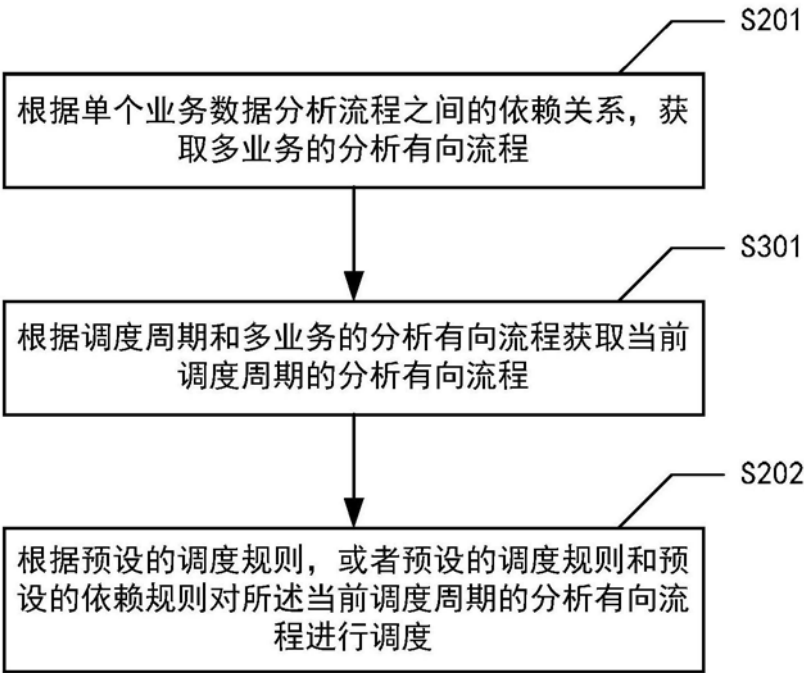 S201
根据单个业务数据分析流程之间的依赖关系，获
取多业务的分析有向流程
S301
根据调度周期和多业务的分析有向流程获取当前
调度周期的分析有向流程
S202
根据预设的调度规则，或者预设的调度规则和预
设的依赖规则对所述当前调度周期的分析有向流
程进行调度